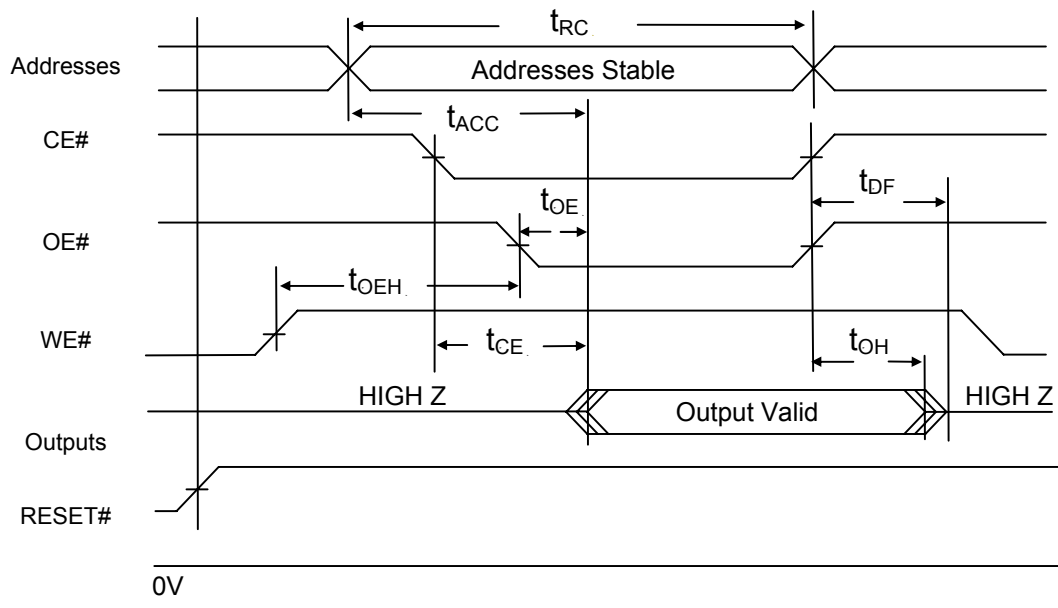 tRC
Addresses
Addresses Stable
tACC
CE#
tDF
tOE
OE#
tOEH
WE#
tCE
tOH
HIGH Z
Output Valid
HIGH Z
Outputs
RESET#
0V